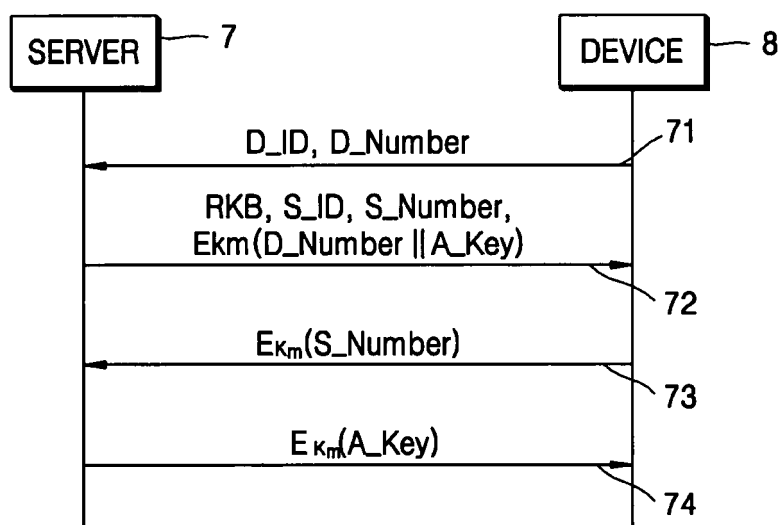 SERVER
7
DEVICE
8
D_ID, D_Number
71
RKB, S_ID, S_Number,
Ekm(D_Number || A_Key)
72
EKm(S_Number)
73
EKm(A_Key)
74